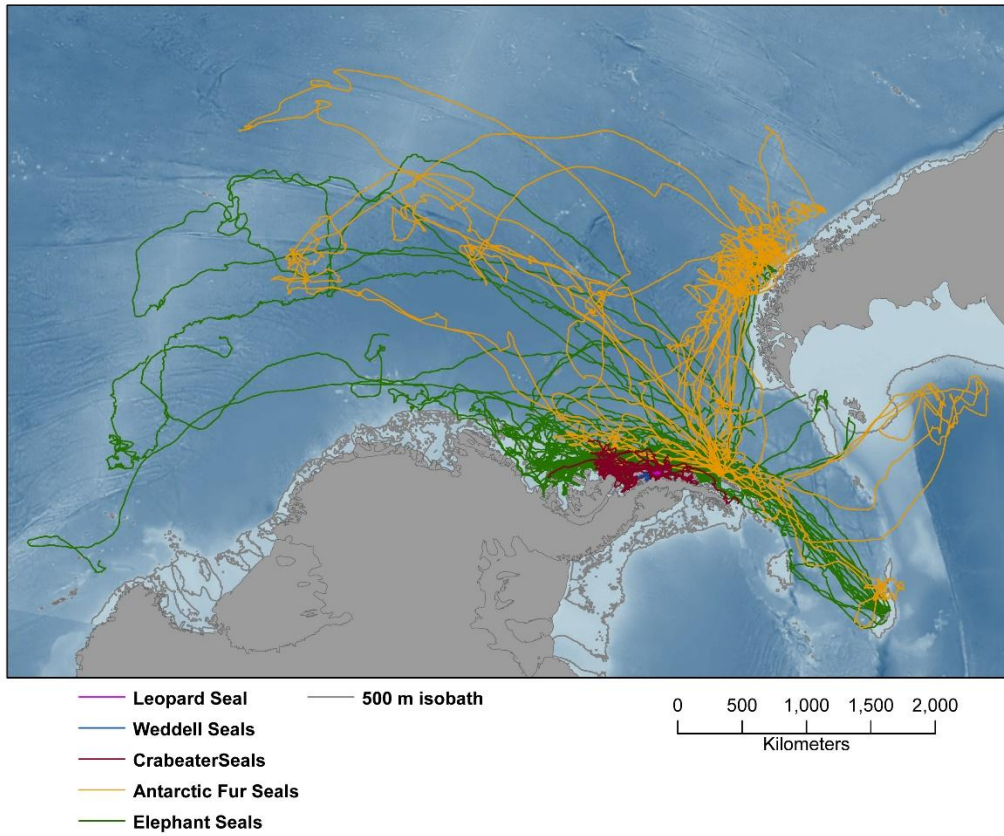 Leopard Seal
500 m isobath
Weddell Seals
CrabeaterSeals
Antarctic Fur Seals
Elephant Seals
0 500 1,000 1,500 2,000
Kilometers